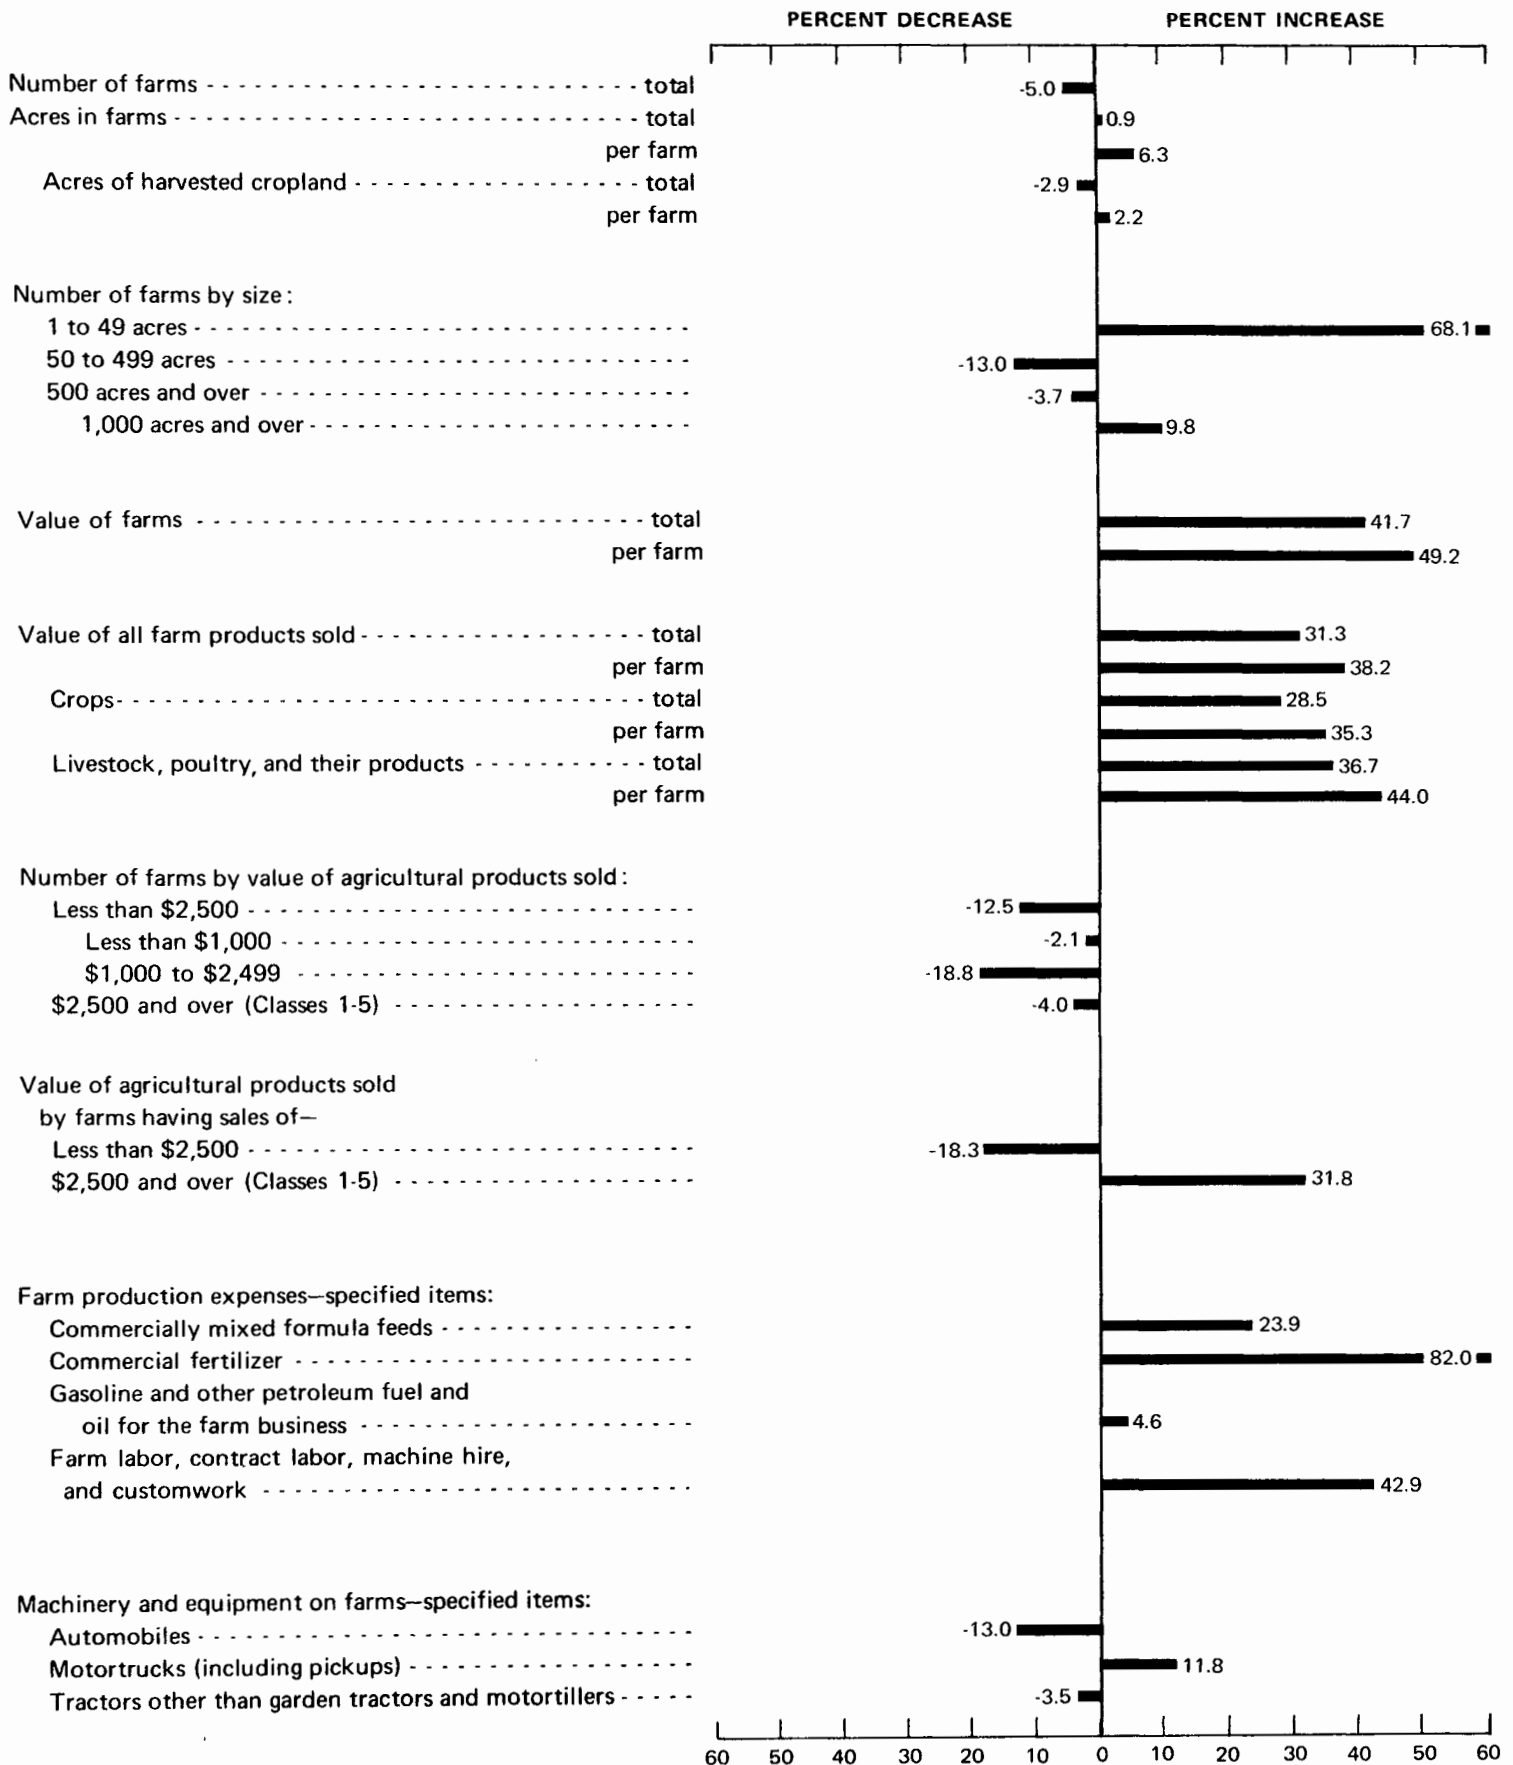 PERCENT DECREASE PERCENT INCREASE
Number of farms - - - - - - - - - - - - - - - - - - - - - - - - - - - total -5.0
Acres in farms - - - - - - - - - - - - - - - - - - - - - - - - - - - - - total 0.9
per farm 6.3
Acres of harvested cropland - - - - - - - - - - - - - - - - - - total -2.9
per farm 2.2
Number of farms by size:
1 to 49 acres - - - - - - - - - - - - - - - - - - - - - - - - - - - - - - - 68.1
50 to 499 acres - - - - - - - - - - - - - - - - - - - - - - - - - - - - - -13.0
500 acres and over - - - - - - - - - - - - - - - - - - - - - - - - - - - -3.7
1,000 acres and over - - - - - - - - - - - - - - - - - - - - - - - - 9.8
Value of farms - - - - - - - - - - - - - - - - - - - - - - - - - - - - total 41.7
per farm 49.2
Value of all farm products sold - - - - - - - - - - - - - - - - - - total 31.3
per farm 38.2
Crops- - - - - - - - - - - - - - - - - - - - - - - - - - - - - - - - - total 28.5
per farm 35.3
Livestock, poultry, and their products - - - - - - - - - - - total 36.7
per farm 44.0
Number of farms by value of agricultural products sold:
Less than $2,500 - - - - - - - - - - - - - - - - - - - - - - - - - - - - -12.5
Less than $1,000 - - - - - - - - - - - - - - - - - - - - - - - - - - -2.1
$1,000 to $2,499 - - - - - - - - - - - - - - - - - - - - - - - - - -18.8
$2,500 and over (Classes 1-5) - - - - - - - - - - - - - - - - - - - -4.0
Value of agricultural products sold
by farms having sales of—
Less than $2,500 - - - - - - - - - - - - - - - - - - - - - - - - - - - - -18.3
$2,500 and over (Classes 1-5) - - - - - - - - - - - - - - - - - - - 31.8
Farm production expenses—specified items:
Commercially mixed formula feeds - - - - - - - - - - - - - - - - 23.9
Commercial fertilizer - - - - - - - - - - - - - - - - - - - - - - - - - 82.0
Gasoline and other petroleum fuel and
oil for the farm business - - - - - - - - - - - - - - - - - - - - - 4.6
Farm labor, contract labor, machine hire,
and customwork - - - - - - - - - - - - - - - - - - - - - - - - - - - 42.9
Machinery and equipment on farms—specified items:
Automobiles - - - - - - - - - - - - - - - - - - - - - - - - - - - - - - - -13.0
Motortrucks (including pickups) - - - - - - - - - - - - - - - - - - 11.8
Tractors other than garden tractors and motortillers - - - - - -3.5
60 50 40 30 20 10 0 10 20 30 40 50 60